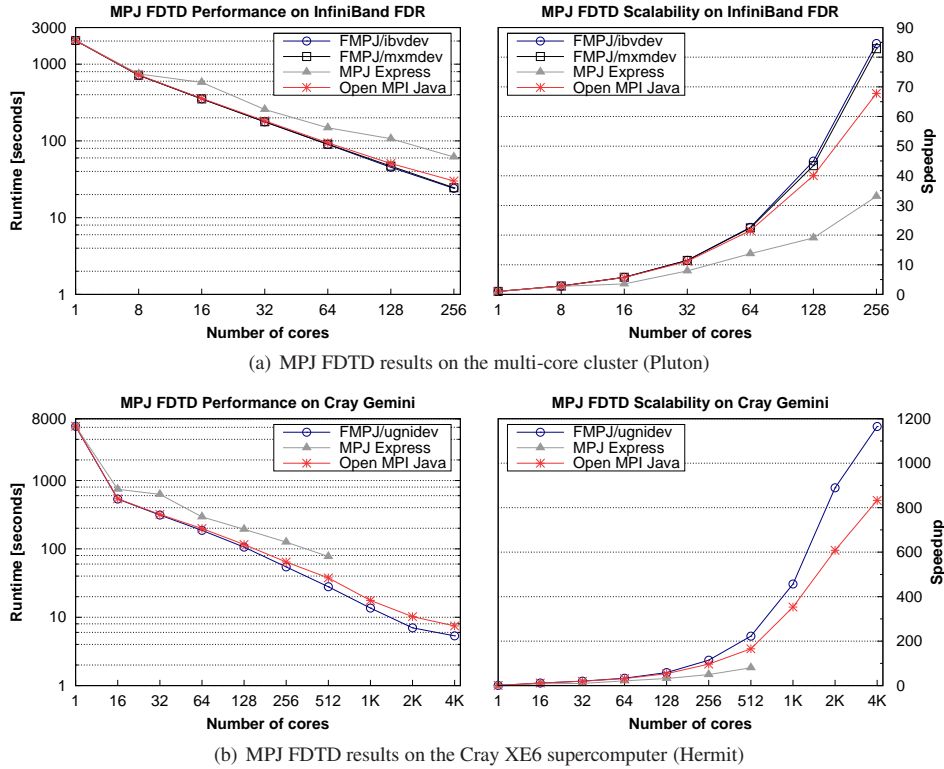 MPJ FDTD Performance on InfiniBand FDR
3000
1000
100
10
1
Runtime [seconds]
FMPJ/ibvdev
FMPJ/mxmdev
MPJ Express
Open MPI Java
1 8 16 32 64 128 256
Number of cores
MPJ FDTD Scalability on InfiniBand FDR
FMPJ/ibvdev
FMPJ/mxmdev
MPJ Express
Open MPI Java
90
80
70
60
50
40
30
20
10
0
Speedup
1 8 16 32 64 128 256
Number of cores
(a) MPJ FDTD results on the multi-core cluster (Pluton)
MPJ FDTD Performance on Cray Gemini
8000
1000
100
10
1
Runtime [seconds]
FMPJ/ugnidev
MPJ Express
Open MPI Java
1 16 32 64 128 256 512 1K 2K 4K
Number of cores
MPJ FDTD Scalability on Cray Gemini
FMPJ/ugnidev
MPJ Express
Open MPI Java
1200
1000
800
600
400
200
0
Speedup
1 16 32 64 128 256 512 1K 2K 4K
Number of cores
(b) MPJ FDTD results on the Cray XE6 supercomputer (Hermit)